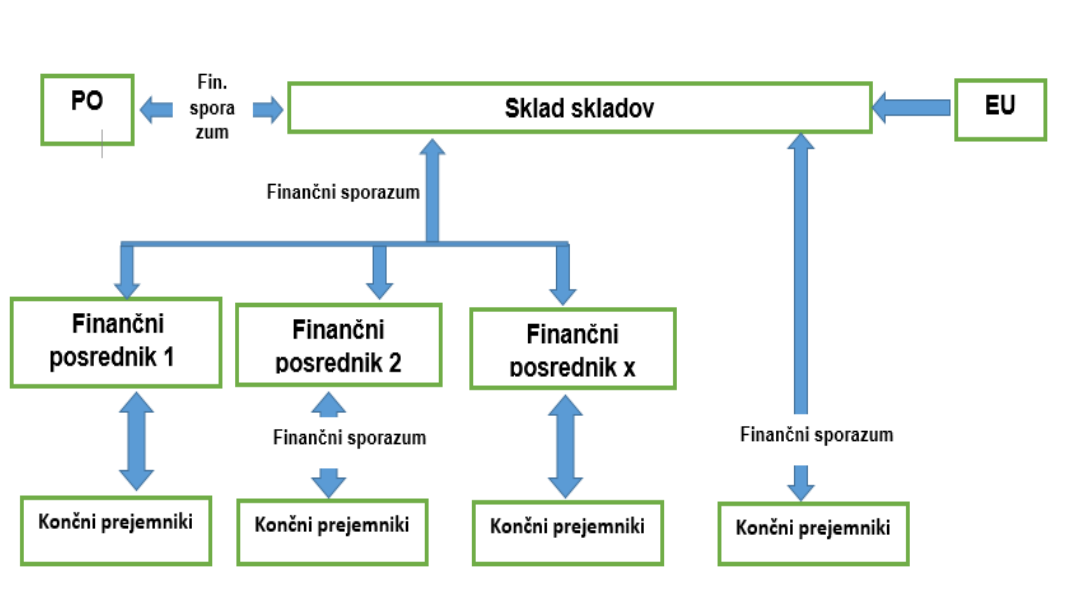 PO
Fin.
spora
zum
Sklad skladov
EU
Finančni sporazum
Finančni
posrednik 1
Finančni
posrednik 2
Finančni
posrednik x
Finančni sporazum
Finančni sporazum
Končni prejemniki
Končni prejemniki
Končni prejemniki
Končni prejemniki